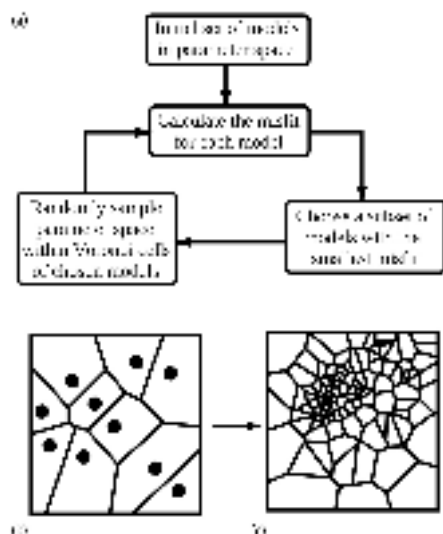 a)
Initial set of models
in parameter space
Calculate the misfit
for each model
Randomly sample
parameter space
within Voronoi cells
of chosen models
Choose a subset of
models with the
smallest misfit